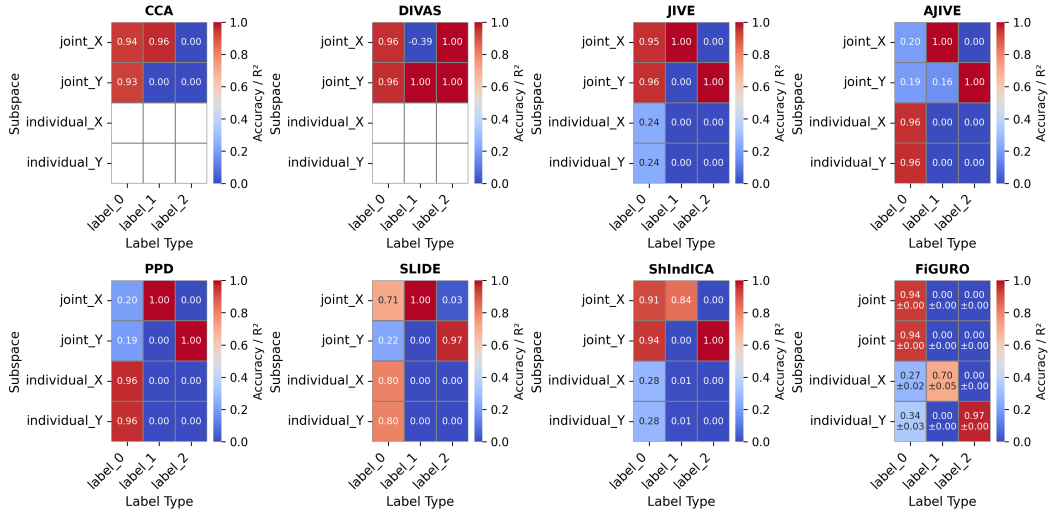 CCA
DIVAS
JIVE
AJIVE
Subspace
joint_X
joint_Y
individual_X
individual_Y
0.94 0.96 0.00
0.93 0.00 0.00
label_0 label_1 label_2
Label Type
1.0
0.8
0.6
0.4
0.2
0.0
Accuracy / R²
Subspace
joint_X
joint_Y
individual_X
individual_Y
0.96 -0.39 1.00
0.96 1.00 1.00
label_0 label_1 label_2
Label Type
1.0
0.8
0.6
0.4
0.2
0.0
Accuracy / R²
Subspace
joint_X
joint_Y
individual_X
individual_Y
0.95 1.00 0.00
0.96 0.00 1.00
0.24 0.00 0.00
0.24 0.00 0.00
label_0 label_1 label_2
Label Type
1.0
0.8
0.6
0.4
0.2
0.0
Accuracy / R²
Subspace
joint_X
joint_Y
individual_X
individual_Y
0.20 1.00 0.00
0.19 0.16 1.00
0.96 0.00 0.00
0.96 0.00 0.00
label_0 label_1 label_2
Label Type
1.0
0.8
0.6
0.4
0.2
0.0
Accuracy / R²
PPD
SLIDE
ShIndICA
FiGURO
Subspace
joint_X
joint_Y
individual_X
individual_Y
0.20 1.00 0.00
0.19 0.00 1.00
0.96 0.00 0.00
0.96 0.00 0.00
label_0 label_1 label_2
Label Type
1.0
0.8
0.6
0.4
0.2
0.0
Accuracy / R²
Subspace
joint_X
joint_Y
individual_X
individual_Y
0.71 1.00 0.03
0.22 0.00 0.97
0.80 0.00 0.00
0.80 0.00 0.00
label_0 label_1 label_2
Label Type
1.0
0.8
0.6
0.4
0.2
0.0
Accuracy / R²
Subspace
joint_X
joint_Y
individual_X
individual_Y
0.91 0.84 0.00
0.94 0.00 1.00
0.28 0.01 0.00
0.28 0.01 0.00
label_0 label_1 label_2
Label Type
1.0
0.8
0.6
0.4
0.2
0.0
Accuracy / R²
Subspace
joint
joint_Y
individual_X
individual_Y
0.94 0.00 0.00
±0.00 ±0.00 ±0.00
0.94 0.00 0.00
±0.00 ±0.00 ±0.00
0.27 0.70 0.00
±0.02 ±0.05 ±0.00
0.34 0.00 0.97
±0.03 ±0.00 ±0.00
label_0 label_1 label_2
Label Type
1.0
0.8
0.6
0.4
0.2
0.0
Accuracy / R²